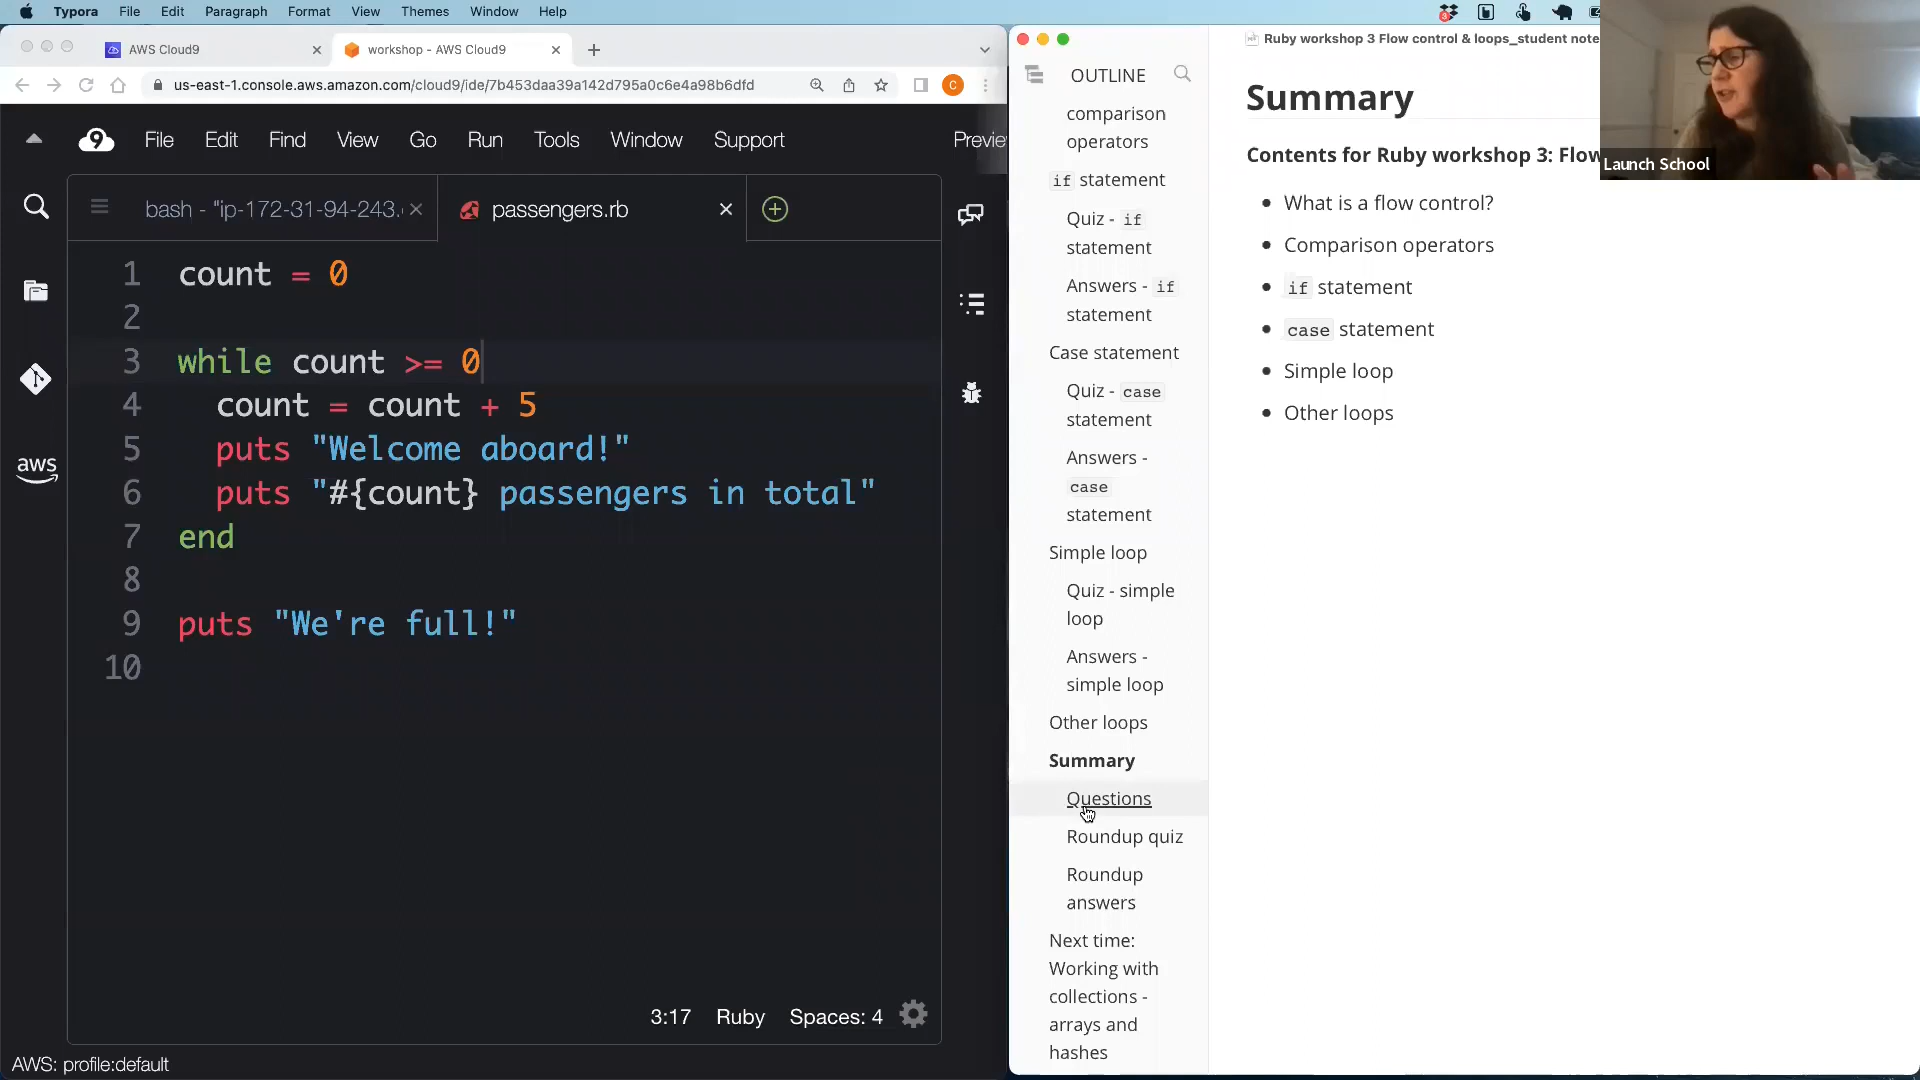 Typora File Edit Paragraph Format View Themes Window Help
3
AWS Cloud9
workshop - AWS Cloud9
us-east-1.console.aws.amazon.com/cloud9/ide/7b453daa39a142d795a0c6e4a98b6dfd
C
9 File Edit Find View Go Run Tools Window Support
bash - "ip-172-31-94-243.
passengers.rb
1 count = 0
2
3 while count >= 0
4 count = count + 5
5 puts "Welcome aboard!"
6 puts "#{count} passengers in total"
7 end
8
9 puts "We're full!"
10
aws
3:17 Ruby Spaces: 4
AWS: profile:default
Ruby workshop 3 Flow control & loops_student note
OUTLINE
comparison
operators
if statement
Quiz - if
statement
Answers - if
statement
Case statement
Quiz - case
statement
Answers -
case
statement
Simple loop
Quiz - simple
loop
Answers -
simple loop
Other loops
Summary
Questions
Roundup quiz
Roundup
answers
Next time:
Working with
collections -
arrays and
hashes
Summary
Contents for Ruby workshop 3: Flow
What is a flow control?
Comparison operators
if statement
case statement
Simple loop
Other loops
Launch School